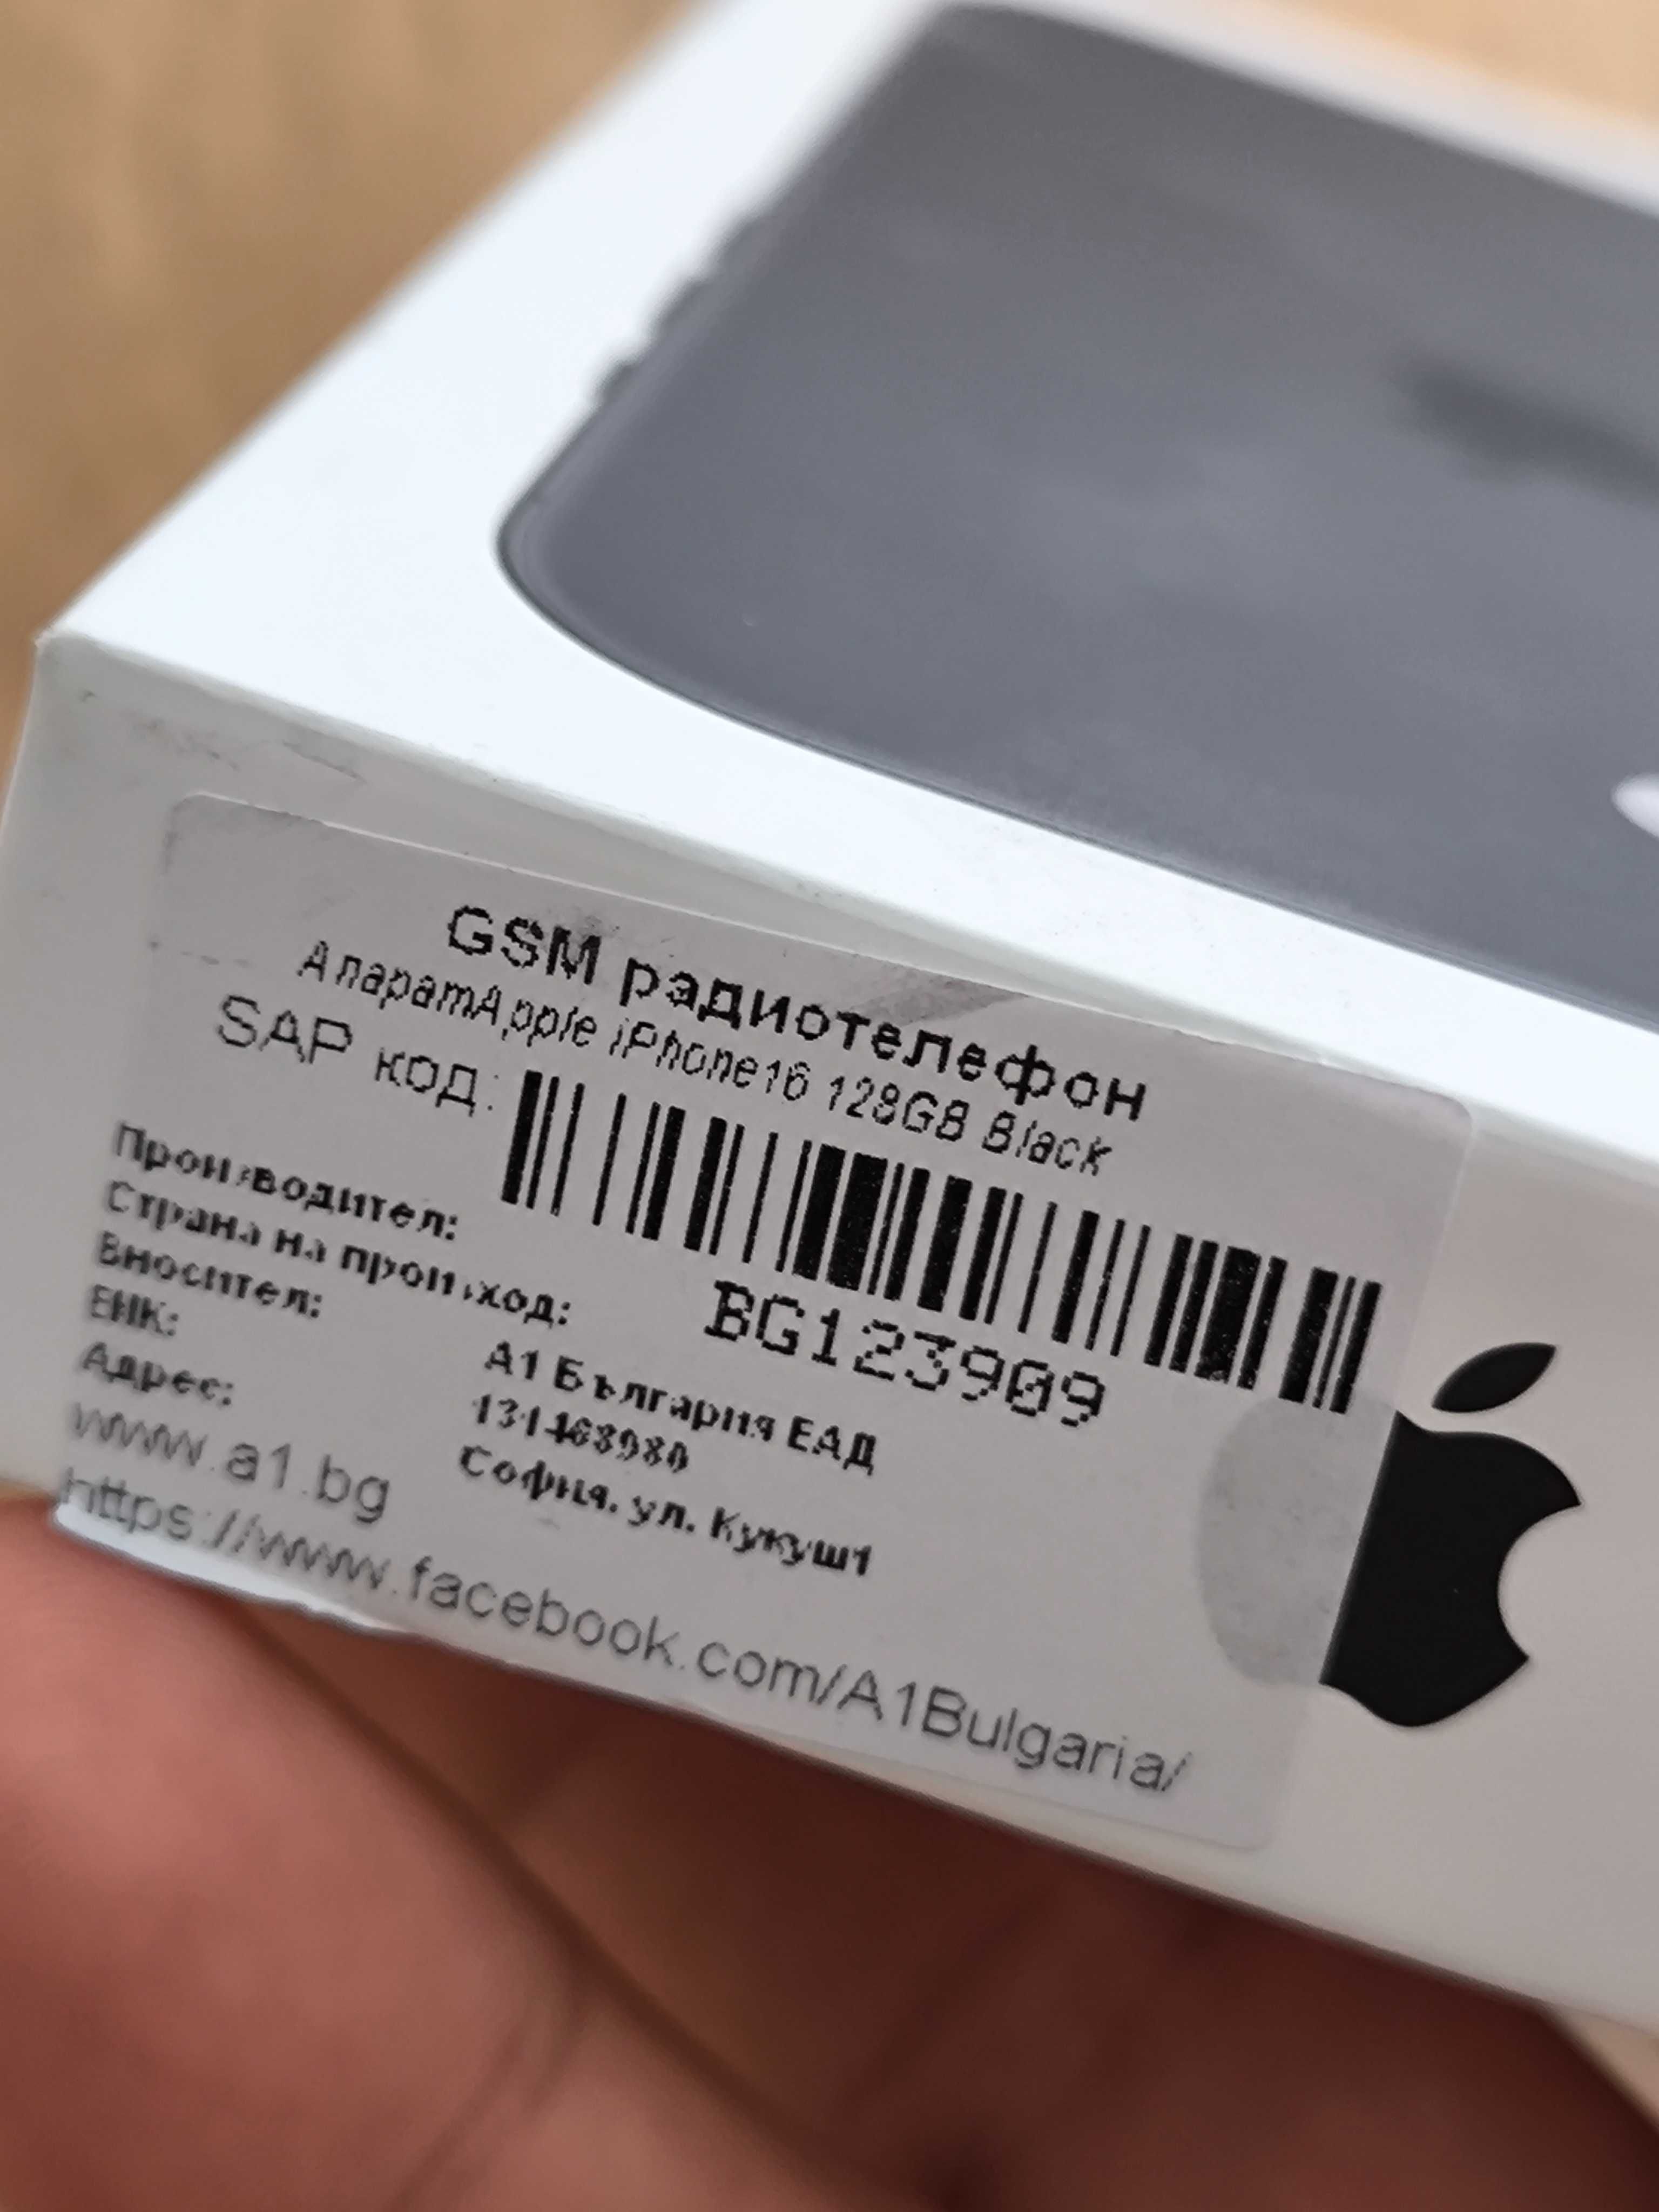 GSM радиотелефон
АпаратApple iPhone16 128GB Black
SAP код:
BG123909
Производител:
Страна на произход:
Вносител: А1 България ЕАД
ЕИК: 131468980
Адрес: София. ул. Кукуш1
www.a1.bg
https://www.facebook.com/A1Bulgaria/